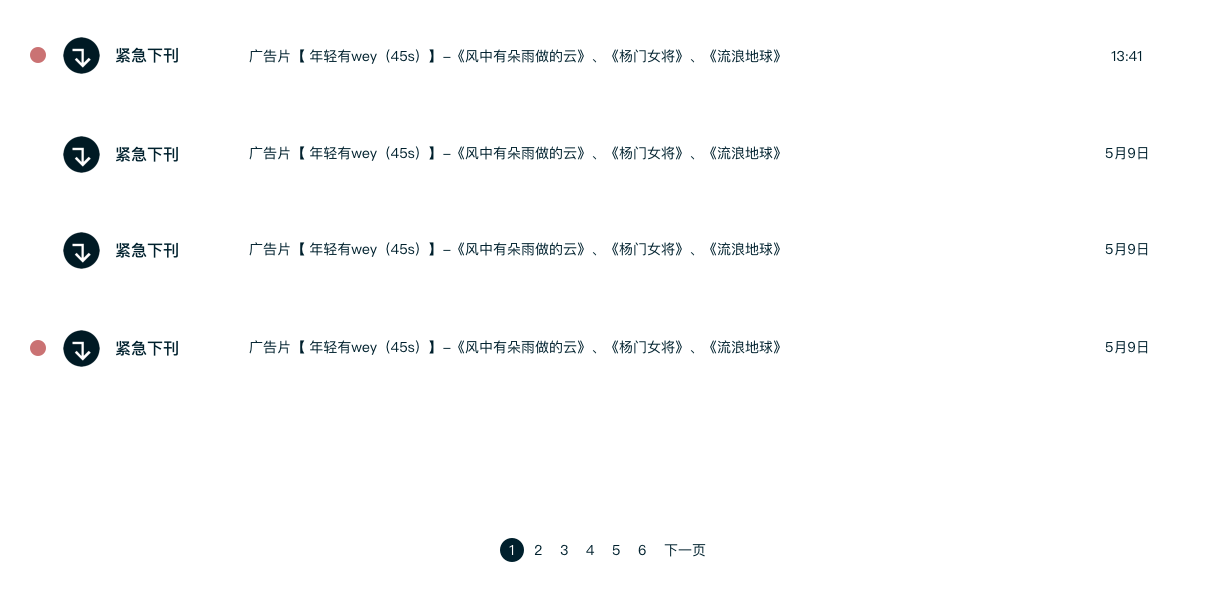 紧急下刊 广告片【 年轻有wey（45s）】–《风中有朵雨做的云》、《杨门女将》、《流浪地球》 13:41
紧急下刊 广告片【 年轻有wey（45s）】–《风中有朵雨做的云》、《杨门女将》、《流浪地球》 5月9日
紧急下刊 广告片【 年轻有wey（45s）】–《风中有朵雨做的云》、《杨门女将》、《流浪地球》 5月9日
紧急下刊 广告片【 年轻有wey（45s）】–《风中有朵雨做的云》、《杨门女将》、《流浪地球》 5月9日
1 2 3 4 5 6 下一页